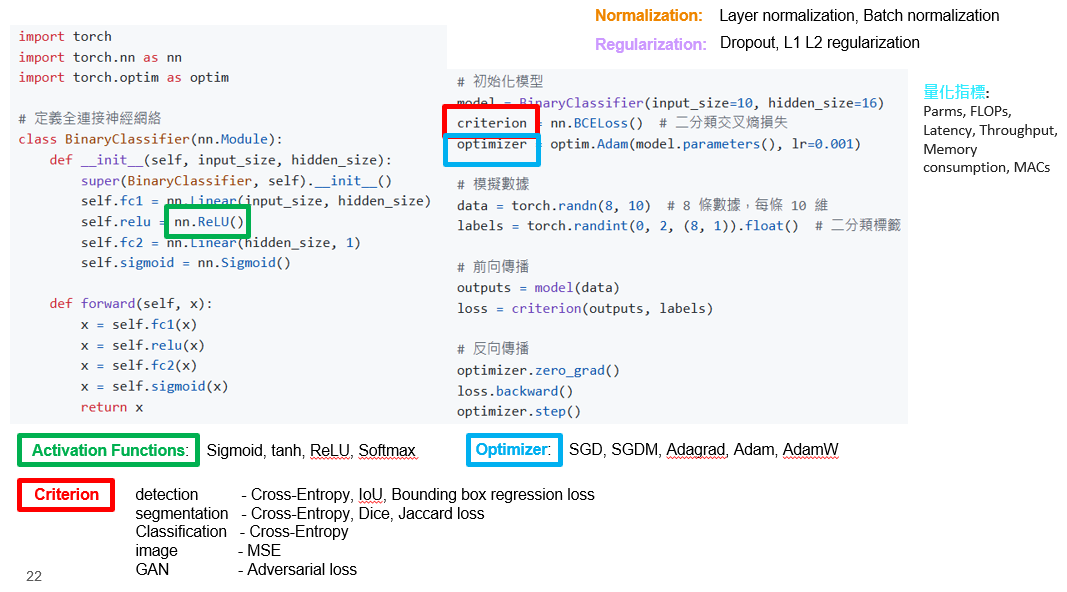 Normalization: Layer normalization, Batch normalization
Regularization: Dropout, L1 L2 regularization
import torch
import torch.nn as nn
import torch.optim as optim
# 定義全連接神經網絡
class BinaryClassifier(nn.Module):
    def __init__(self, input_size, hidden_size):
        super(BinaryClassifier, self).__init__()
        self.fc1 = nn.Linear(input_size, hidden_size)
        self.relu = nn.ReLU()
        self.fc2 = nn.Linear(hidden_size, 1)
        self.sigmoid = nn.Sigmoid()
    def forward(self, x):
        x = self.fc1(x)
        x = self.relu(x)
        x = self.fc2(x)
        x = self.sigmoid(x)
        return x
# 初始化模型
model = BinaryClassifier(input_size=10, hidden_size=16)
criterion = nn.BCELoss()  # 二分類交叉熵損失
optimizer = optim.Adam(model.parameters(), lr=0.001)
# 模擬數據
data = torch.randn(8, 10)  # 8 條數據，每條 10 維
labels = torch.randint(0, 2, (8, 1)).float()  # 二分類標籤
# 前向傳播
outputs = model(data)
loss = criterion(outputs, labels)
# 反向傳播
optimizer.zero_grad()
loss.backward()
optimizer.step()
量化指標:
Parms, FLOPs,
Latency, Throughput,
Memory
consumption, MACs
Activation Functions: Sigmoid, tanh, ReLU, Softmax
Optimizer: SGD, SGDM, Adagrad, Adam, AdamW
Criterion
detection - Cross-Entropy, IoU, Bounding box regression loss
segmentation - Cross-Entropy, Dice, Jaccard loss
Classification - Cross-Entropy
image - MSE
GAN - Adversarial loss
22